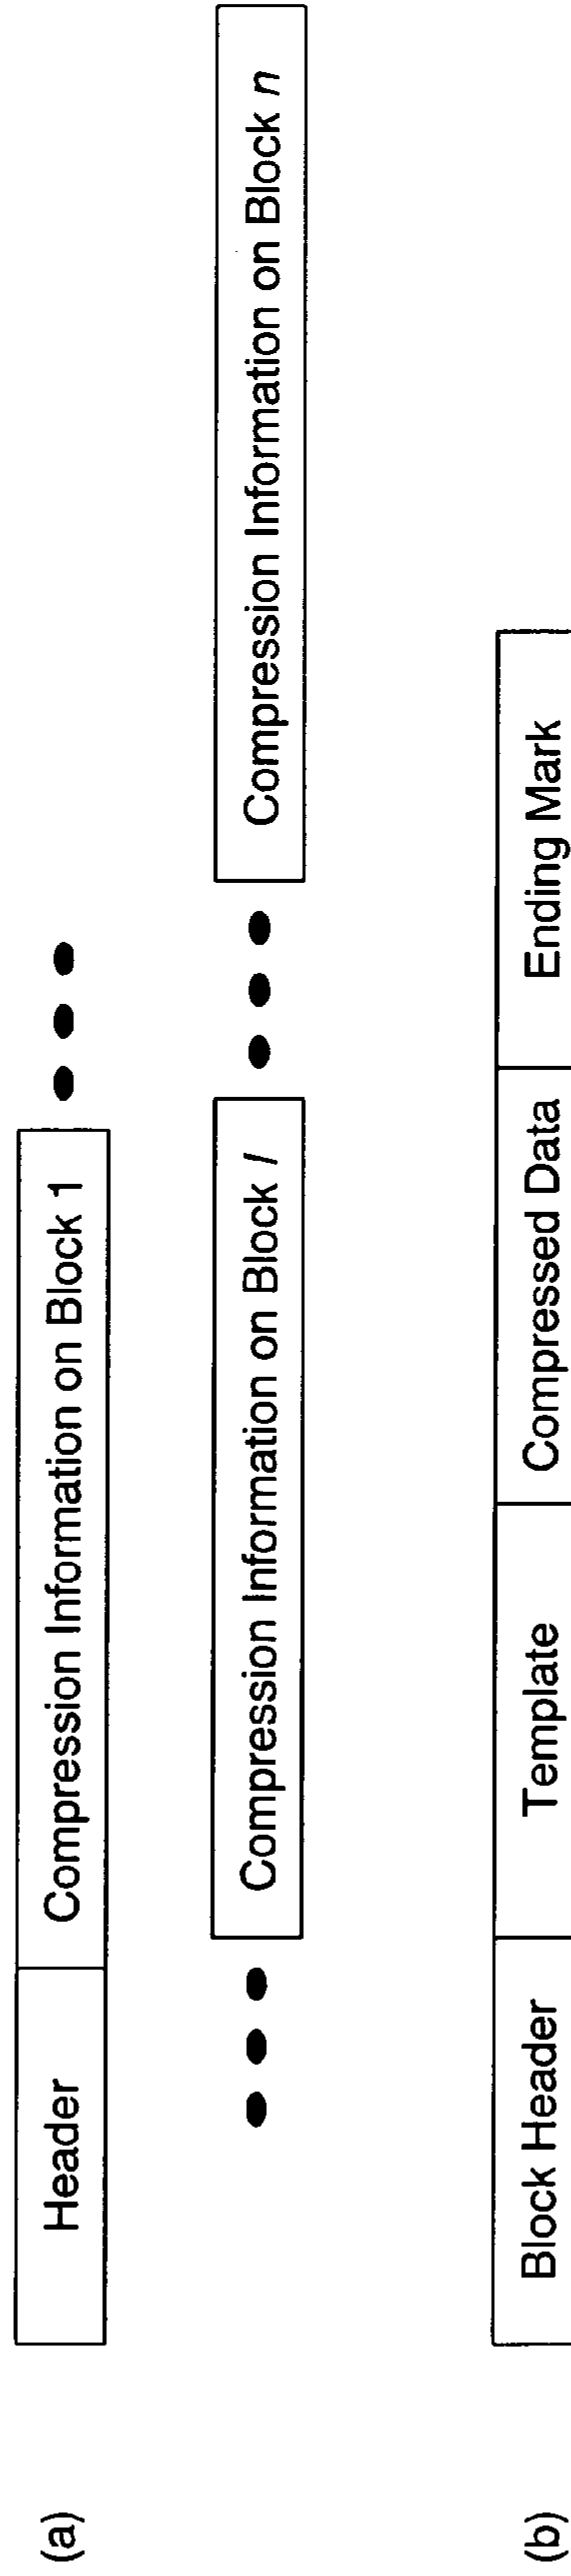 (a) Header Compression Information on Block 1
Compression Information on Block I Compression Information on Block n
(b) Block Header Template Compressed Data Ending Mark